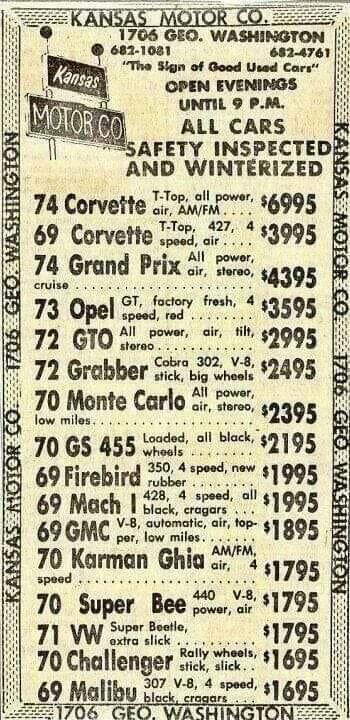 KANSAS MOTOR CO.
1706 GEO. WASHINGTON
682-1081 682-4761
"The Sign of Good Used Cars"
Kansas
MOTOR CO
OPEN EVENINGS
UNTIL 9 P.M.
ALL CARS
SAFETY INSPECTED
AND WINTERIZED
74 Corvette T-Top, all power, air, AM/FM .... $6995
69 Corvette T-Top, 427, 4 speed, air .... $3995
74 Grand Prix All power, air, stereo, cruise .... $4395
73 Opel GT, factory fresh, 4 speed, red .... $3595
72 GTO All power, air, tilt, stereo .... $2995
72 Grabber Cobra 302, V-8, stick, big wheels $2495
70 Monte Carlo All power, air, stereo, low miles .... $2395
70 GS 455 Loaded, all black, wheels .... $2195
69 Firebird 350, 4 speed, new rubber .... $1995
69 Mach I 428, 4 speed, all black, cragars ... $1995
69 GMC V-8, automatic, air, topper, low miles .... $1895
70 Karman Ghia AM/FM, air, 4 speed .... $1795
70 Super Bee 440 V-8, power, air $1795
71 VW Super Beetle, extra slick .... $1795
70 Challenger Rally wheels, stick, slick.. $1695
69 Malibu 307 V-8, 4 speed, black, cragars ... $1695
1706 GEO. WASHINGTON
KANSAS MOTOR CO. 1706 GEO. WASHINGTON
KANSAS MOTOR CO. 1706 GEO. WASHINGTON